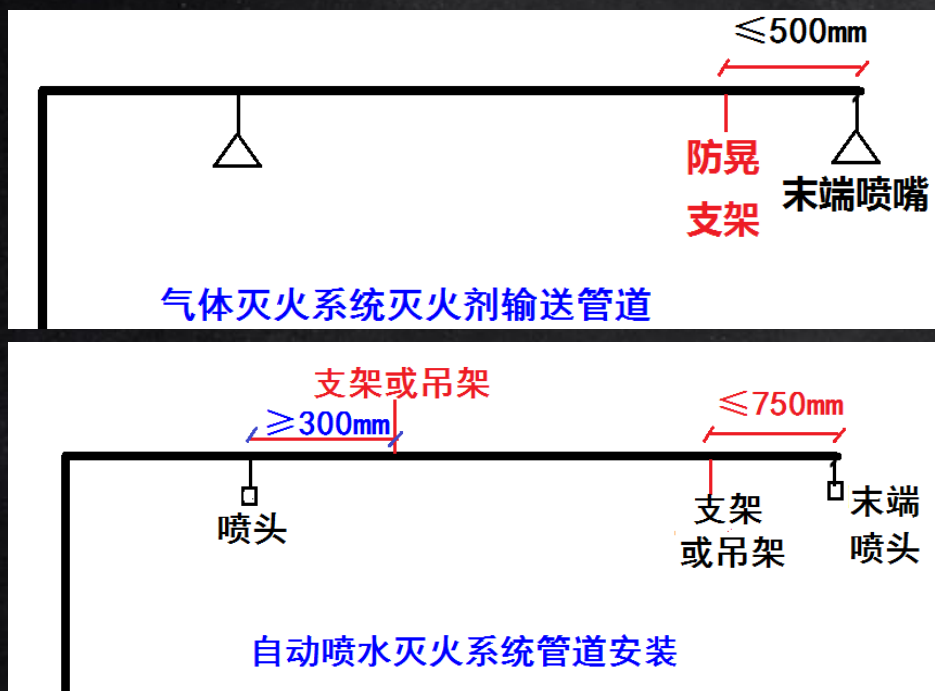 ≤500mm
防晃
支架
末端喷嘴
气体灭火系统灭火剂输送管道
支架或吊架
≥300mm
≤750mm
喷头
支架
或吊架
末端
喷头
自动喷水灭火系统管道安装